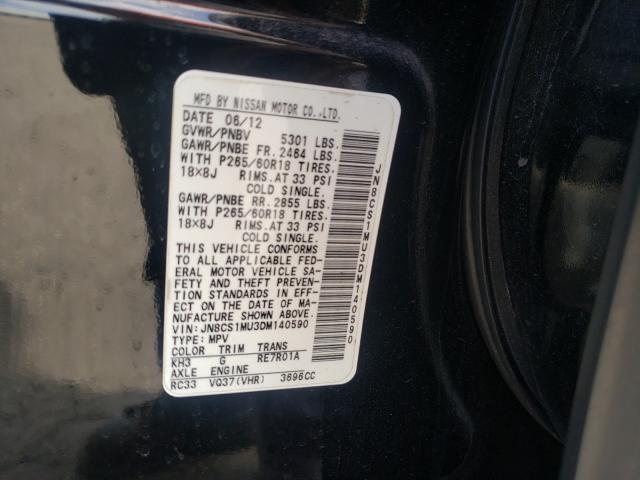 MFD BY NISSAN MOTOR CO.,LTD.
DATE 06/12
GVWR/PNBV 5301 LBS.
GAWR/PNBE FR. 2464 LBS.
WITH P265/60R18 TIRES.
18×8J RIMS.AT 33 PSI
COLD SINGLE.
GAWR/PNBE RR. 2855 LBS.
WITH P265/60R18 TIRES.
18×8J RIMS.AT 33 PSI
COLD SINGLE.
THIS VEHICLE CONFORMS
TO ALL APPLICABLE FED-
ERAL MOTOR VEHICLE SA-
FETY AND THEFT PREVEN-
TION STANDARDS IN EFF-
ECT ON THE DATE OF MA-
NUFACTURE SHOWN ABOVE.
VIN:JN8CS1MU3DM140590
TYPE:MPV
COLOR TRIM TRANS
KH3 G RE7R01A
AXLE ENGINE
RC33 VQ37(VHR) 3696CC
JN8CS1MU3DM140590